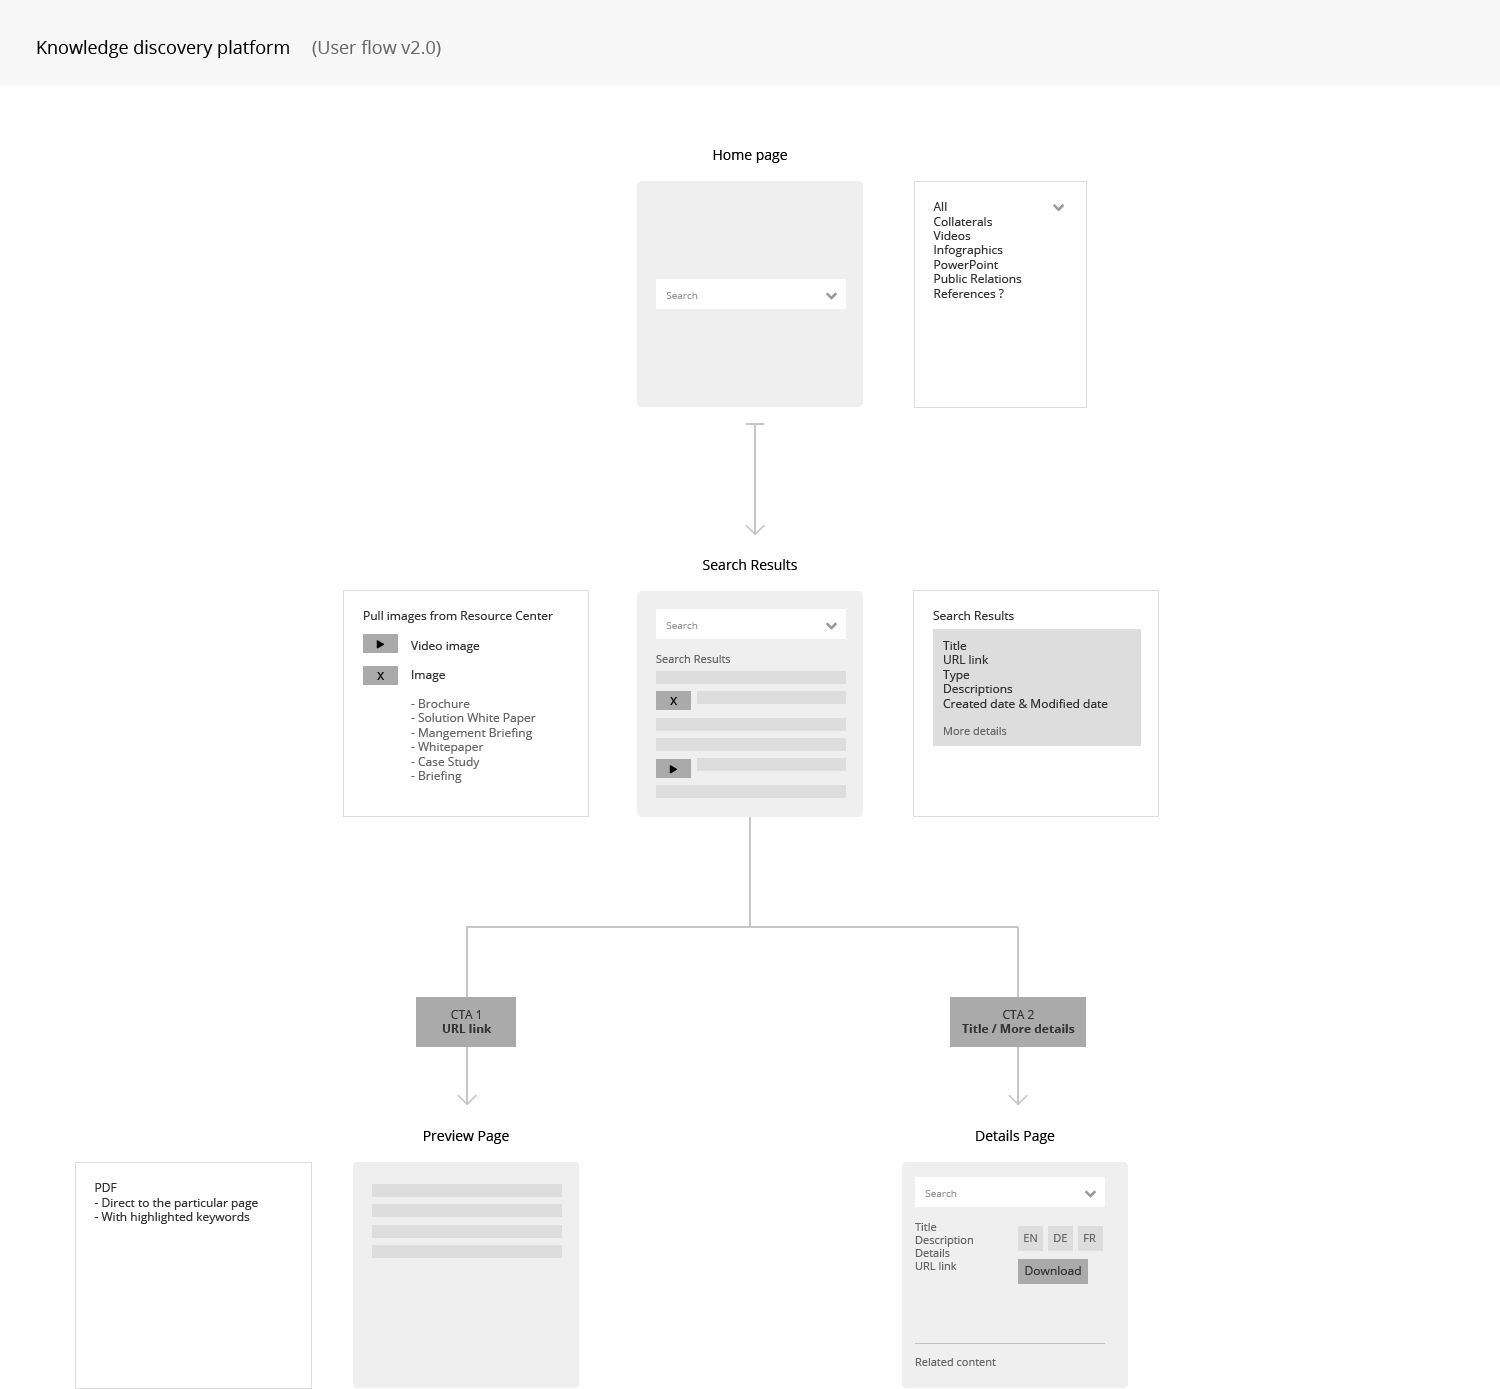 Knowledge discovery platform (User flow v2.0)
Home page
Search
All
Collaterals
Videos
Infographics
PowerPoint
Public Relations
References ?
Search Results
Pull images from Resource Center
Video image
X Image
- Brochure
- Solution White Paper
- Mangement Briefing
- Whitepaper
- Case Study
- Briefing
Search
Search Results
X
Search Results
Title
URL link
Type
Descriptions
Created date & Modified date
More details
CTA 1
URL link
CTA 2
Title / More details
Preview Page
PDF
- Direct to the particular page
- With highlighted keywords
Details Page
Search
Title
Description
Details
URL link
EN DE FR
Download
Related content